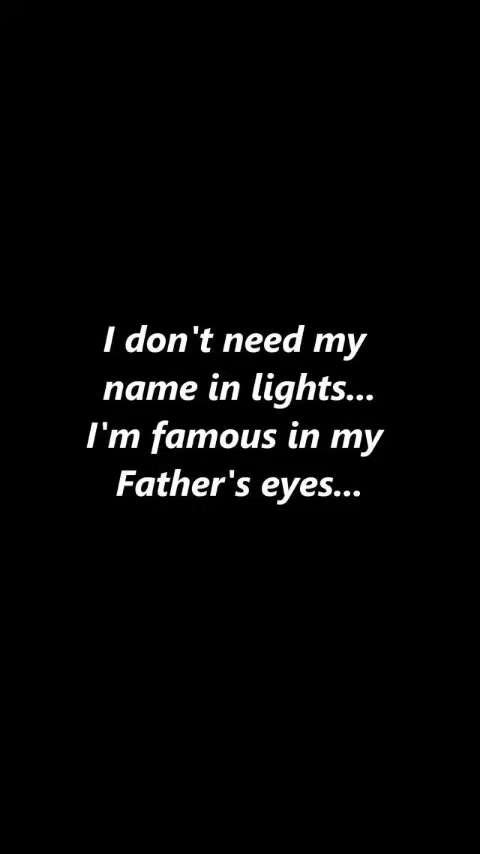 I don't need my
name in lights...
I'm famous in my
Father's eyes...